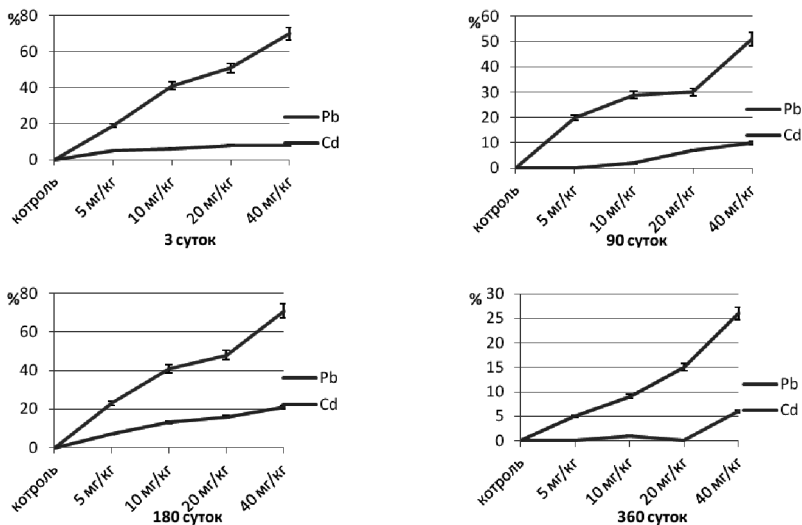 %
80
60
40
20
0
Pb
Cd
котроль
5 мг/кг
10 мг/кг
20 мг/кг
40 мг/кг
3 суток
%
60
50
40
30
20
10
0
Pb
Cd
котроль
5 мг/кг
10 мг/кг
20 мг/кг
40 мг/кг
90 суток
%
80
60
40
20
0
Pb
Cd
котроль
5 мг/кг
10 мг/кг
20 мг/кг
40 мг/кг
180 суток
%
30
25
20
15
10
5
0
Pb
Cd
котроль
5 мг/кг
10 мг/кг
20 мг/кг
40 мг/кг
360 суток